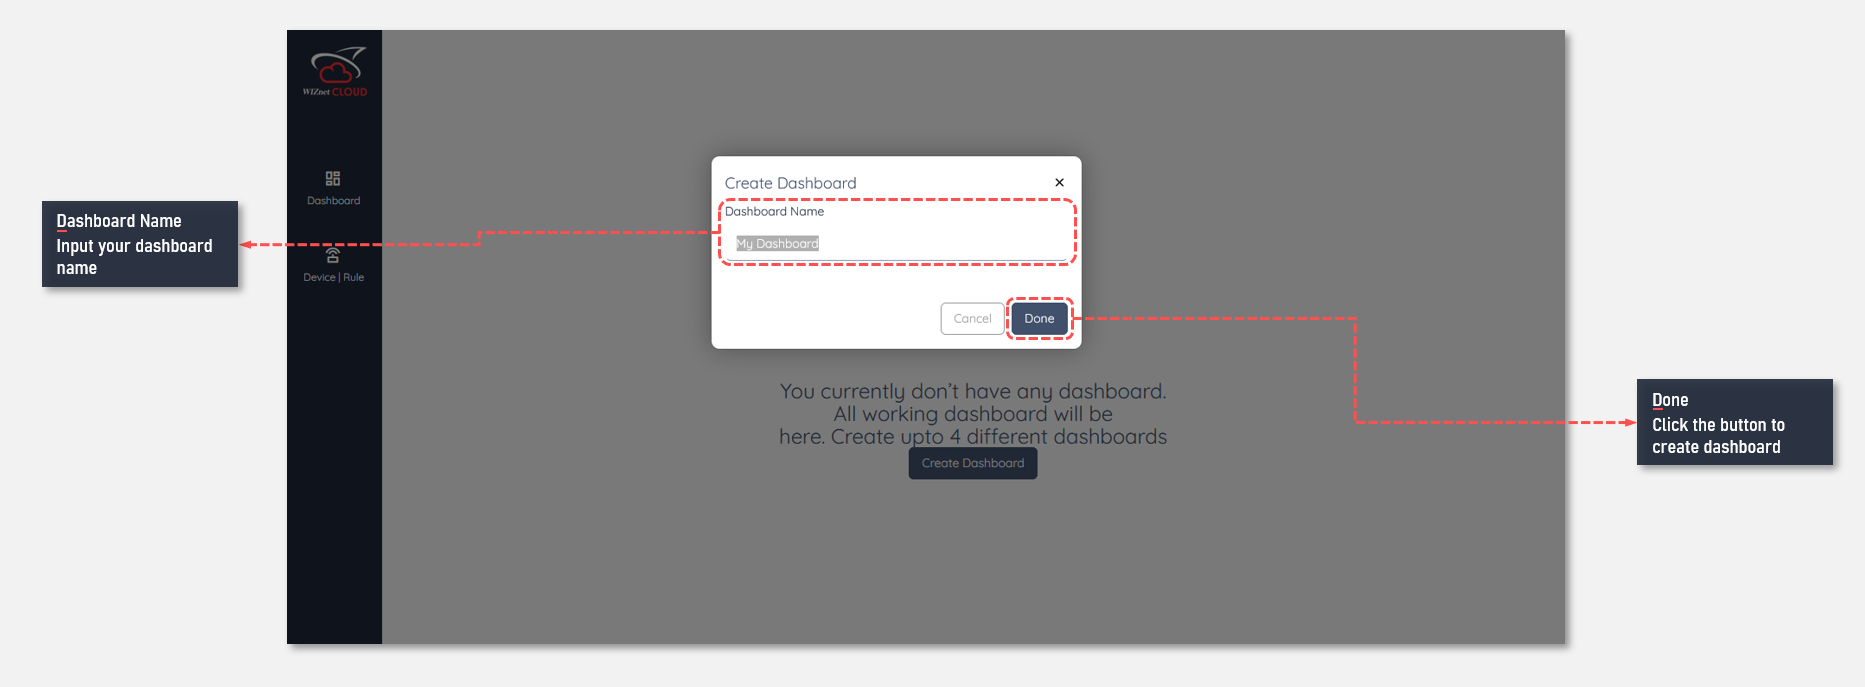 WIZnet CLOUD
Dashboard
Device | Rule
Dashboard Name
Input your dashboard
name
Create Dashboard
×
Dashboard Name
My Dashboard
Cancel
Done
You currently don't have any dashboard.
All working dashboard will be
here. Create upto 4 different dashboards
Create Dashboard
Done
Click the button to
create dashboard